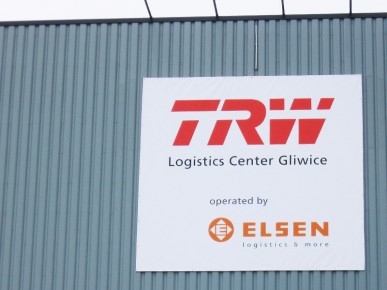 TRW
Logistics Center Gliwice
operated by
ELSEN
logistics & more